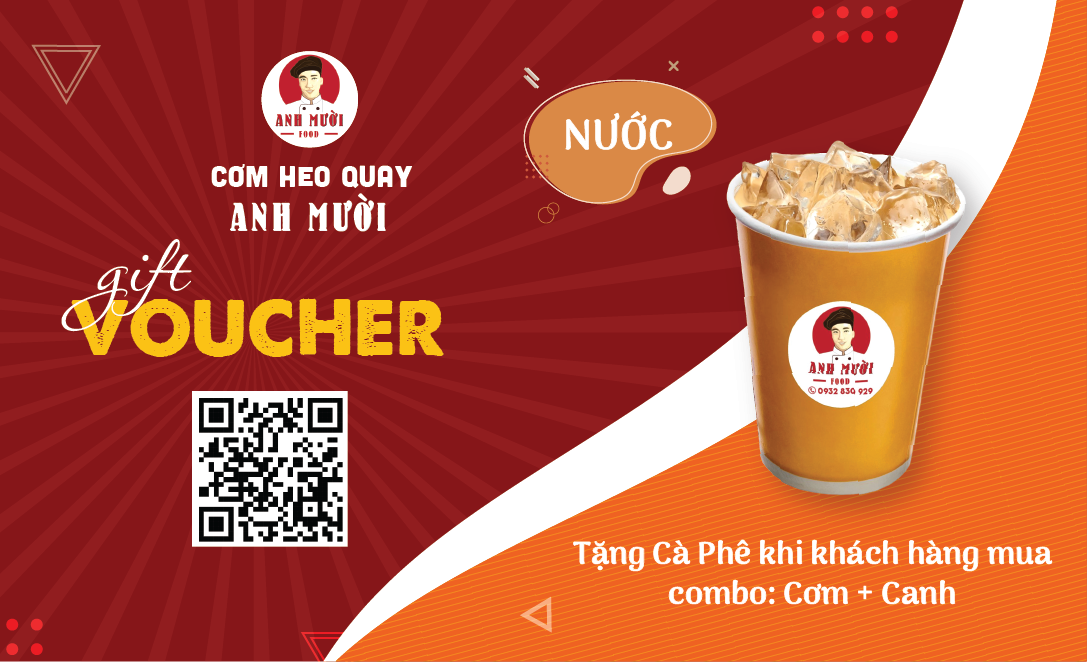 ANH MƯỜI
FOOD
CƠM HEO QUAY
ANH MƯỜI
gift
VOUCHER
NƯỚC
ANH MƯỜI
FOOD
0932 830 929
Tặng Cà Phê khi khách hàng mua
combo: Cơm + Canh